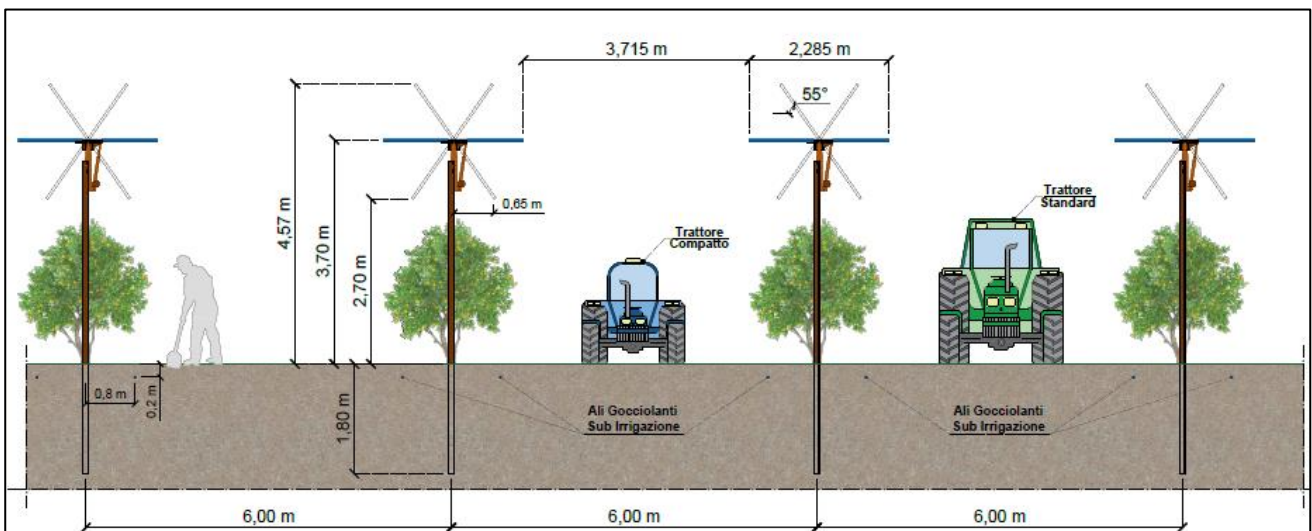 3,715 m
2,285 m
55°
4,57 m
3,70 m
2,70 m
0,65 m
Trattore
Compatto
Trattore
Standard
0,8 m
0,2 m
1,80 m
Ali Gocciolanti
Sub Irrigazione
Ali Gocciolanti
Sub Irrigazione
6,00 m
6,00 m
6,00 m